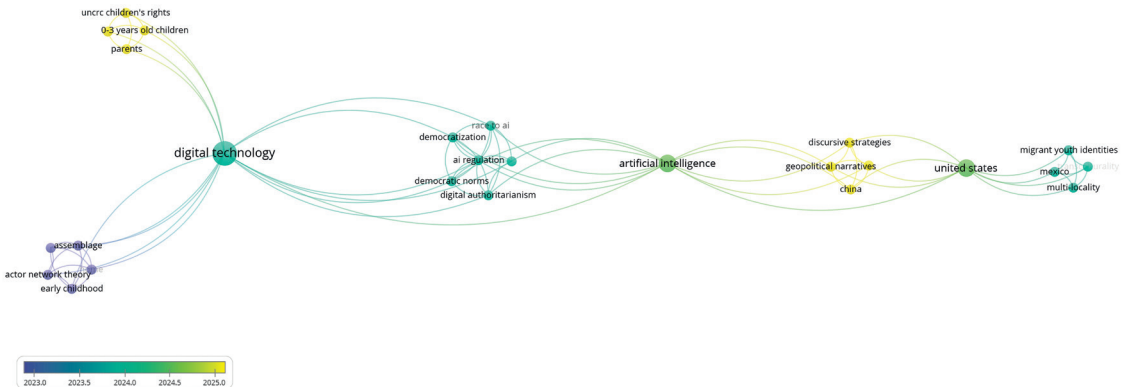 uncrc children's rights
0-3 years old children
parents
digital technology
race to ai
democratization
ai regulation
democratic norms
digital authoritarianism
artificial intelligence
discursive strategies
geopolitical narratives
china
united states
migrant youth identities
mexico
multilocality
assemblage
actor network theory
early childhood
2023.0 2023.5 2024.0 2024.5 2025.0